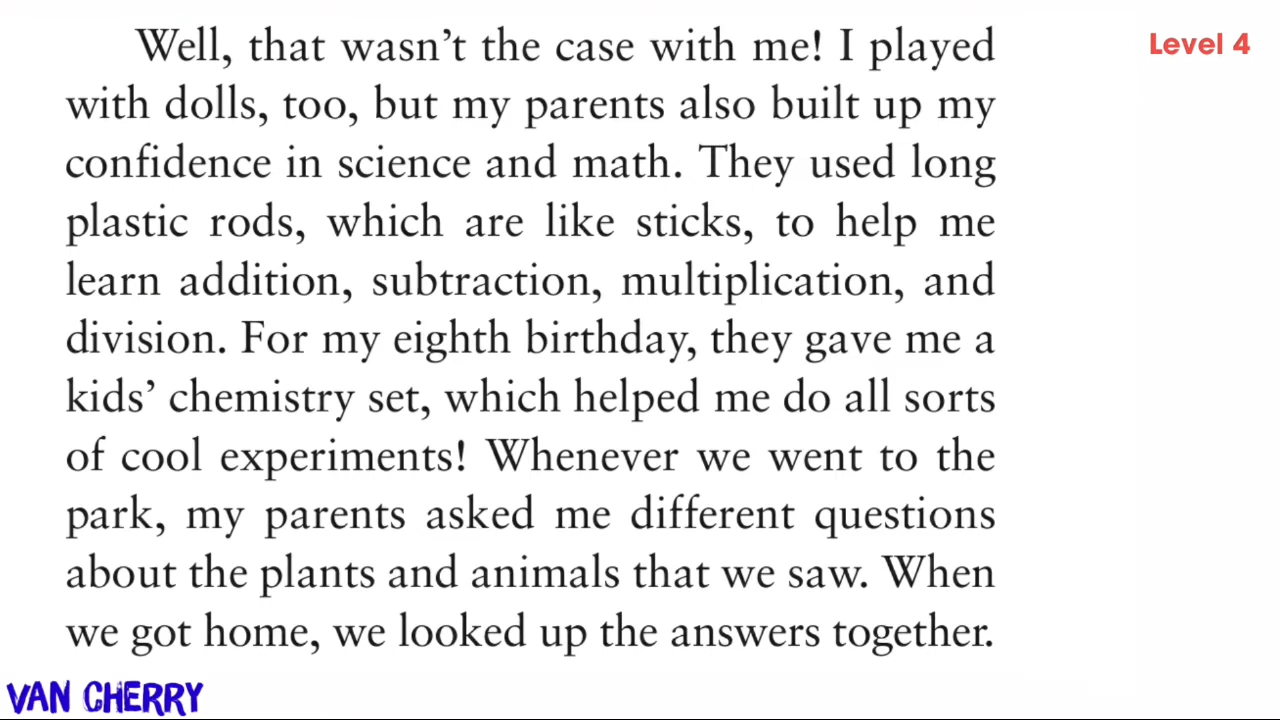 Well, that wasn't the case with me! I played
Level 4
with dolls, too, but my parents also built up my
confidence in science and math. They used long
plastic rods, which are like sticks, to help me
learn addition, subtraction, multiplication, and
division. For my eighth birthday, they gave me a
kids' chemistry set, which helped me do all sorts
of cool experiments! Whenever we went to the
park, my parents asked me different questions
about the plants and animals that we saw. When
we got home, we looked up the answers together.
VAN CHERRY